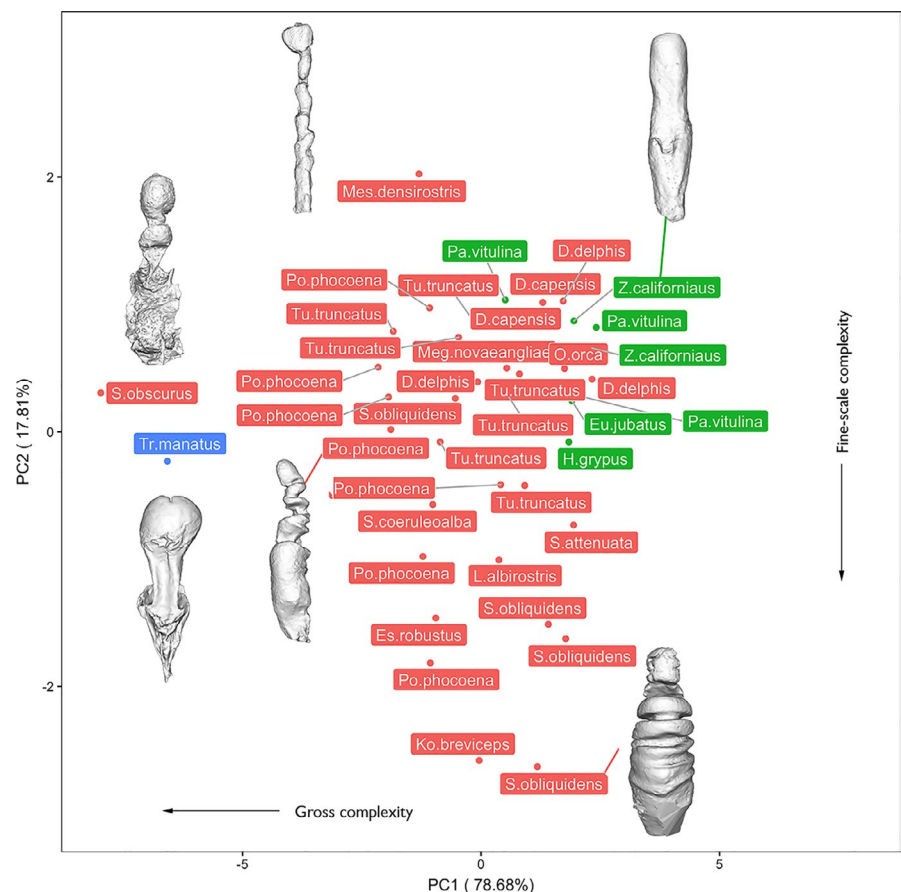 2
Mes.densirostris
Pa.vitulina
D.delphis
Po.phocoena
Tu.truncatus
D.capensis
Z.californiaus
Tu.truncatus
D.capensis
Pa.vitulina
Tu.truncatus
Meg.novaeangliae
O.orca
Z.californiaus
Po.phocoena
D.delphis
Tu.truncatus
D.delphis
S.obscurus
Po.phocoena
S.obliquidens
Tu.truncatus
Eu.jubatus
Pa.vitulina
0
Tr.manatus
Po.phocoena
Tu.truncatus
H.grypus
Po.phocoena
Tu.truncatus
S.coeruleoalba
S.attenuata
Po.phocoena
L.albirostris
S.obliquidens
Es.robustus
S.obliquidens
Po.phocoena
-2
Ko.breviceps
S.obliquidens
Gross complexity
Fine-scale complexity
-5
0
5
PC1 ( 78.68%)
PC2 ( 17.81%)